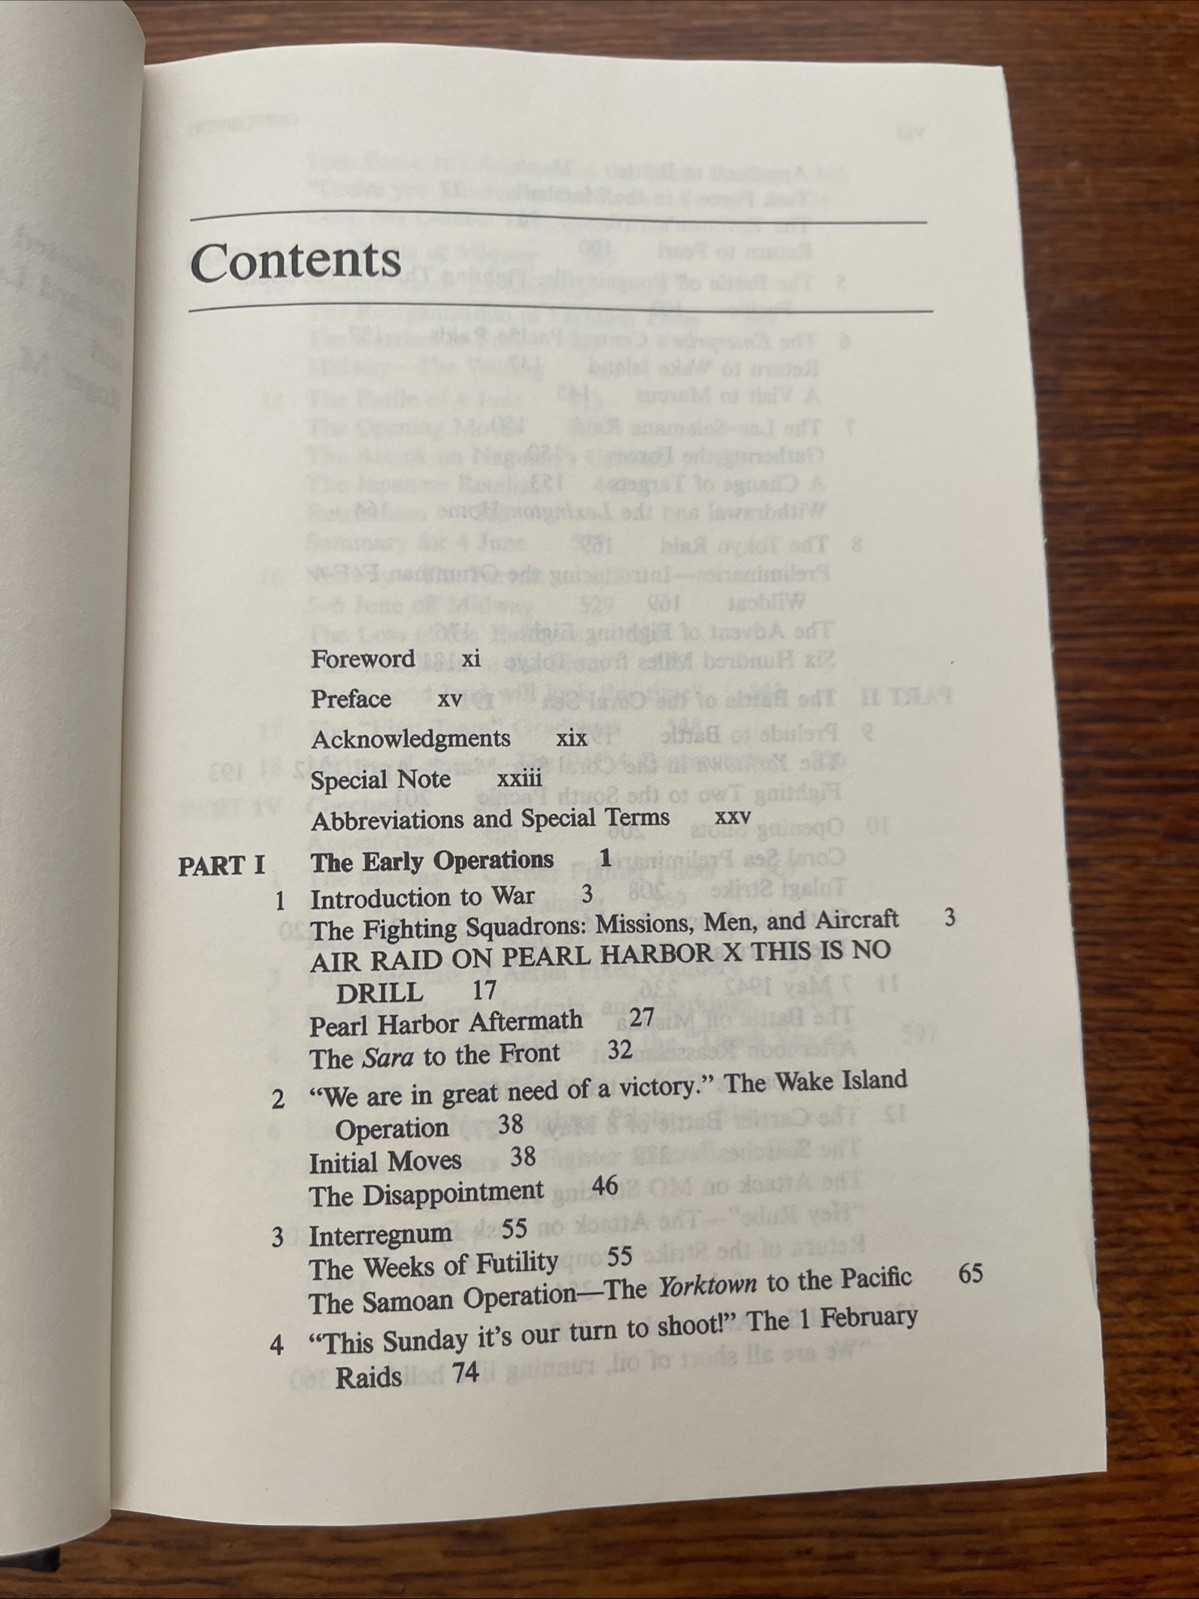 Contents
Foreword xi
Preface xv
Acknowledgments xix
Special Note xxiii
Abbreviations and Special Terms xxv
PART I The Early Operations 1
1 Introduction to War 3
The Fighting Squadrons: Missions, Men, and Aircraft 3
AIR RAID ON PEARL HARBOR X THIS IS NO
DRILL 17
Pearl Harbor Aftermath 27
The Sara to the Front 32
2 “We are in great need of a victory.” The Wake Island
Operation 38
Initial Moves 38
The Disappointment 46
3 Interregnum 55
The Weeks of Futility 55
The Samoan Operation—The Yorktown to the Pacific 65
4 “This Sunday it’s our turn to shoot!” The 1 February
Raids 74